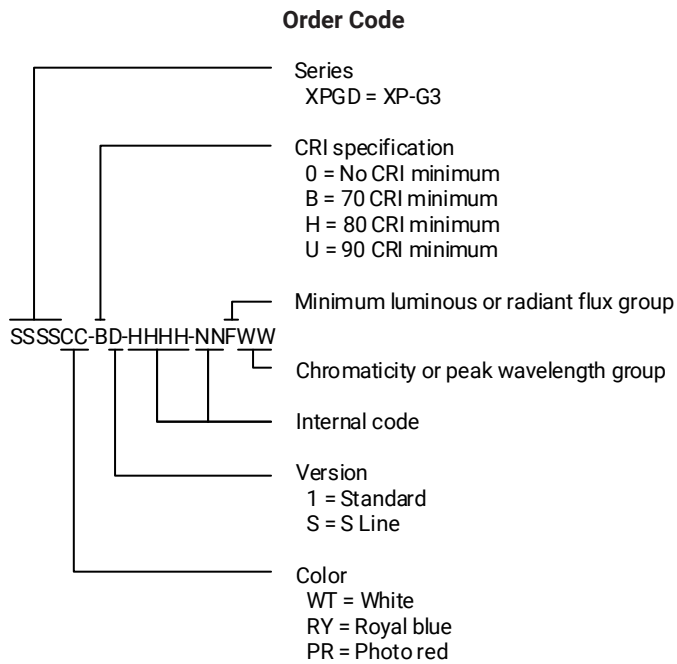 Order Code
Series
XPGD = XP-G3
CRI specification
0 = No CRI minimum
B = 70 CRI minimum
H = 80 CRI minimum
U = 90 CRI minimum
Minimum luminous or radiant flux group
SSSSCC-BD-HHHH-NNFWW
Chromaticity or peak wavelength group
Internal code
Version
1 = Standard
S = S Line
Color
WT = White
RY = Royal blue
PR = Photo red